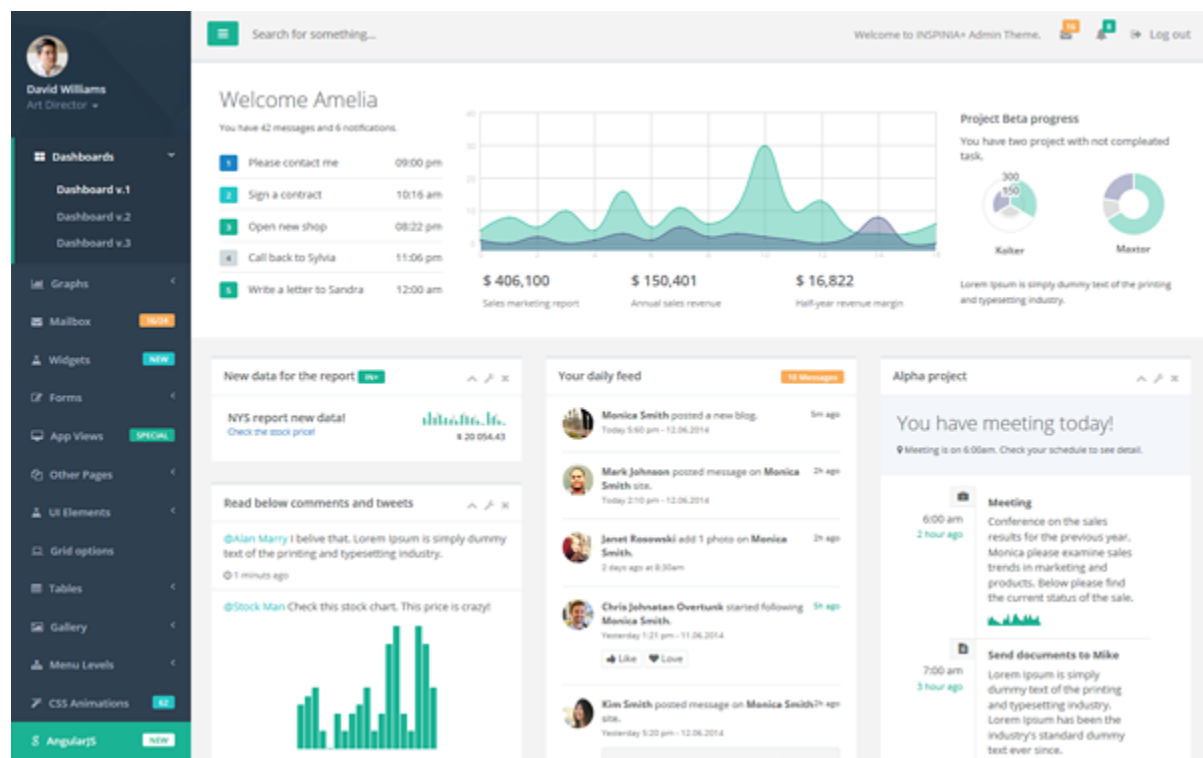 David Williams
Art Director
Dashboards
Dashboard v.1
Dashboard v.2
Dashboard v.3
Graphs
Mailbox 16/24
Widgets NEW
Forms
App Views SPECIAL
Other Pages
UI Elements
Grid options
Tables
Gallery
Menu Levels
CSS Animations 62
AngularJS NEW
Search for something...
Welcome to INSPINIA+ Admin Theme. 16 8 Log out
Welcome Amelia
You have 42 messages and 6 notifications.
1 Please contact me 09:00 pm
2 Sign a contract 10:16 am
3 Open new shop 08:22 pm
4 Call back to Sylvia 11:06 pm
5 Write a letter to Sandra 12:00 am
40
30
20
10
0
0 2 4 6 8 10 12 14 16
$ 406,100 $ 150,401 $ 16,822
Sales marketing report Annual sales revenue Half-year revenue margin
Project Beta progress
You have two project with not compleated
task.
300
150
Kolter Maxtor
Lorem Ipsum is simply dummy text of the printing
and typesetting industry.
New data for the report IN+
NYS report new data!
Check the stock price!
$ 20 054.43
Read below comments and tweets
@Alan Marry I belive that. Lorem Ipsum is simply dummy
text of the printing and typesetting industry.
1 minuts ago
@Stock Man Check this stock chart. This price is crazy!
Your daily feed 10 Messages
Monica Smith posted a new blog. 5m ago
Today 5:60 pm - 12.06.2014
Mark Johnson posted message on Monica 2h ago
Smith site.
Today 2:10 pm - 12.06.2014
Janet Rosowski add 1 photo on Monica 2h ago
Smith.
2 days ago at 8:30am
Chris Johnatan Overtunk started following 5h ago
Monica Smith.
Yesterday 1:21 pm - 11.06.2014
Like Love
Kim Smith posted message on Monica Smith 2h ago
site.
Yesterday 5:20 pm - 12.06.2014
Alpha project
You have meeting today!
Meeting is on 6:00am. Check your schedule to see detail.
6:00 am
2 hour ago
Meeting
Conference on the sales
results for the previous year.
Monica please examine sales
trends in marketing and
products. Below please find
the current status of the sale.
7:00 am
3 hour ago
Send documents to Mike
Lorem Ipsum is simply
dummy text of the printing
and typesetting industry.
Lorem Ipsum has been the
industry's standard dummy
text ever since.